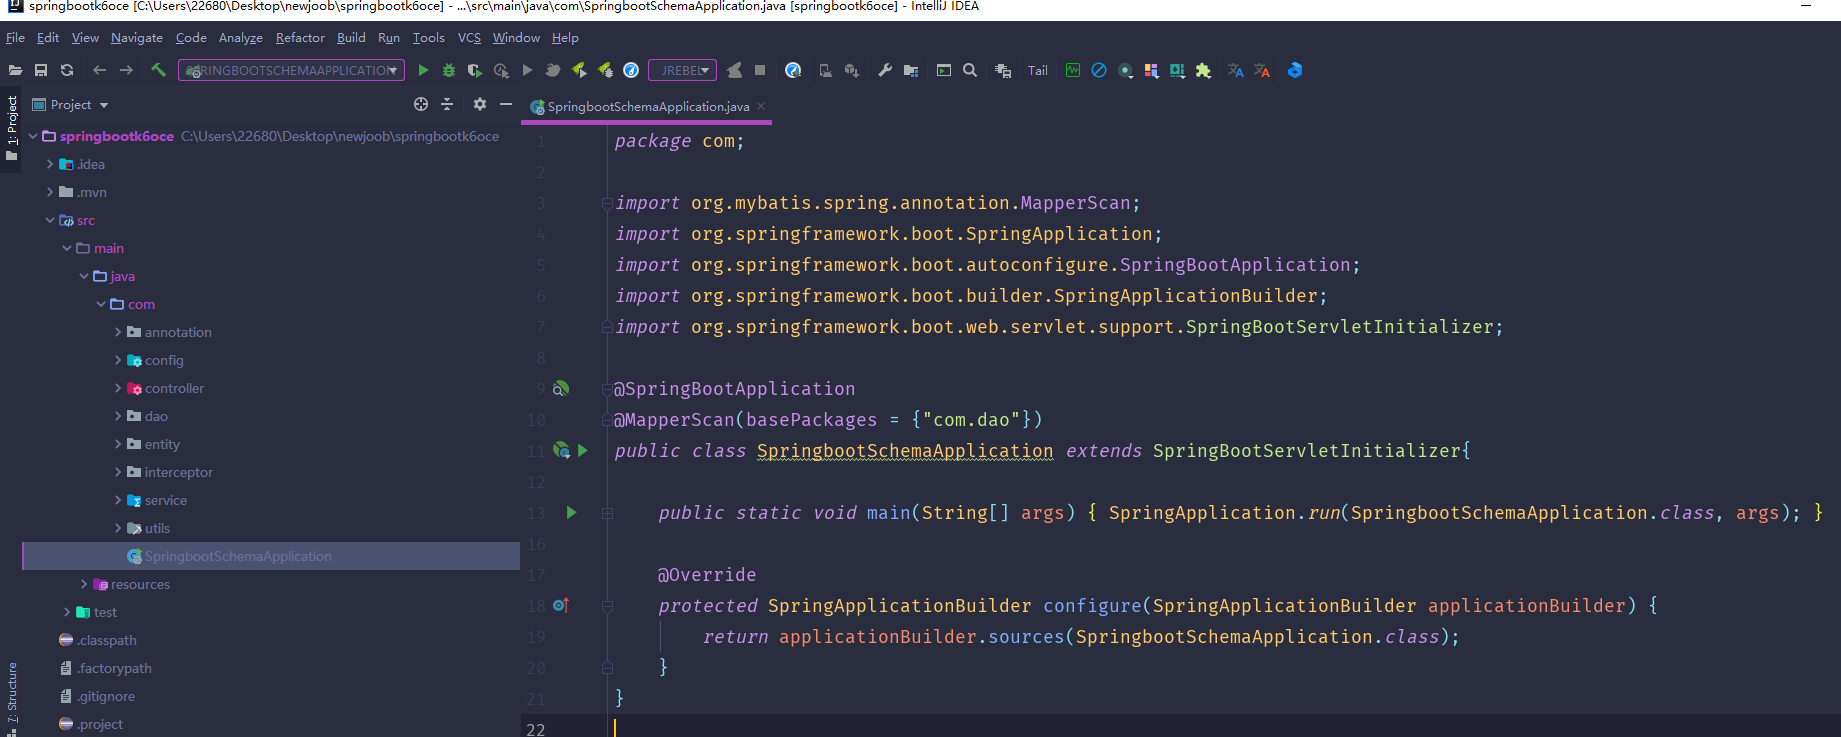 springbootk6oce [C:\Users\22680\Desktop\newjoob\springbootk6oce] - ...\src\main\java\com\SpringbootSchemaApplication.java [springbootk6oce] - IntelliJ IDEA
File Edit View Navigate Code Analyze Refactor Build Run Tools VCS Window Help
SPRINGBOOTSCHEMAAPPLICATION JREBEL Tail
1: Project
Project
springbootk6oce C:\Users\22680\Desktop\newjoob\springbootk6oce
.idea
.mvn
src
main
java
com
annotation
config
controller
dao
entity
interceptor
service
utils
SpringbootSchemaApplication
resources
test
.classpath
.factorypath
.gitignore
.project
7: Structure
SpringbootSchemaApplication.java
1 package com;
2
3 import org.mybatis.spring.annotation.MapperScan;
4 import org.springframework.boot.SpringApplication;
5 import org.springframework.boot.autoconfigure.SpringBootApplication;
6 import org.springframework.boot.builder.SpringApplicationBuilder;
7 import org.springframework.boot.web.servlet.support.SpringBootServletInitializer;
8
9 @SpringBootApplication
10 @MapperScan(basePackages = {"com.dao"})
11 public class SpringbootSchemaApplication extends SpringBootServletInitializer{
12
13 public static void main(String[] args) { SpringApplication.run(SpringbootSchemaApplication.class, args); }
16
17 @Override
18 protected SpringApplicationBuilder configure(SpringApplicationBuilder applicationBuilder) {
19 return applicationBuilder.sources(SpringbootSchemaApplication.class);
20 }
21 }
22